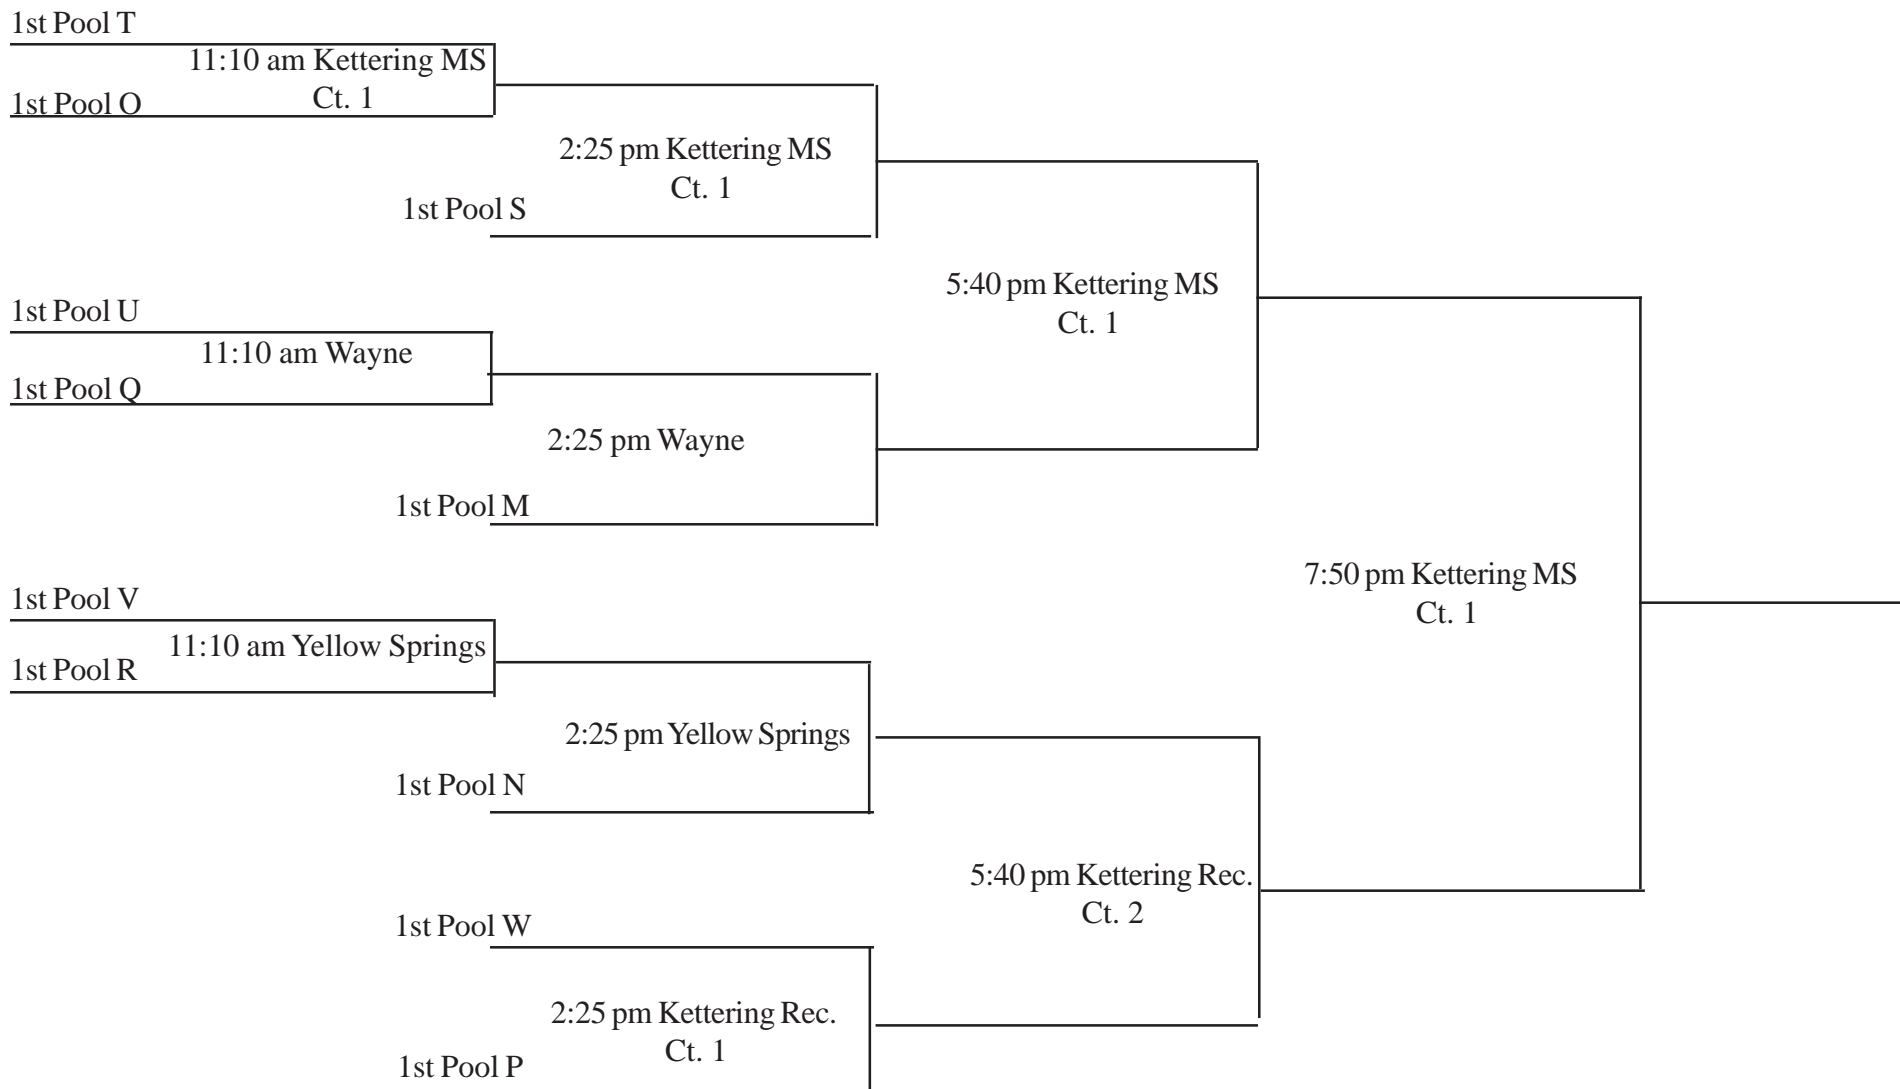 1st Pool T
11:10 am Kettering MS
Ct. 1
1st Pool O
2:25 pm Kettering MS
Ct. 1
1st Pool S
5:40 pm Kettering MS
Ct. 1
1st Pool U
11:10 am Wayne
1st Pool Q
2:25 pm Wayne
1st Pool M
7:50 pm Kettering MS
Ct. 1
1st Pool V
11:10 am Yellow Springs
1st Pool R
2:25 pm Yellow Springs
1st Pool N
5:40 pm Kettering Rec.
Ct. 2
1st Pool W
2:25 pm Kettering Rec.
Ct. 1
1st Pool P